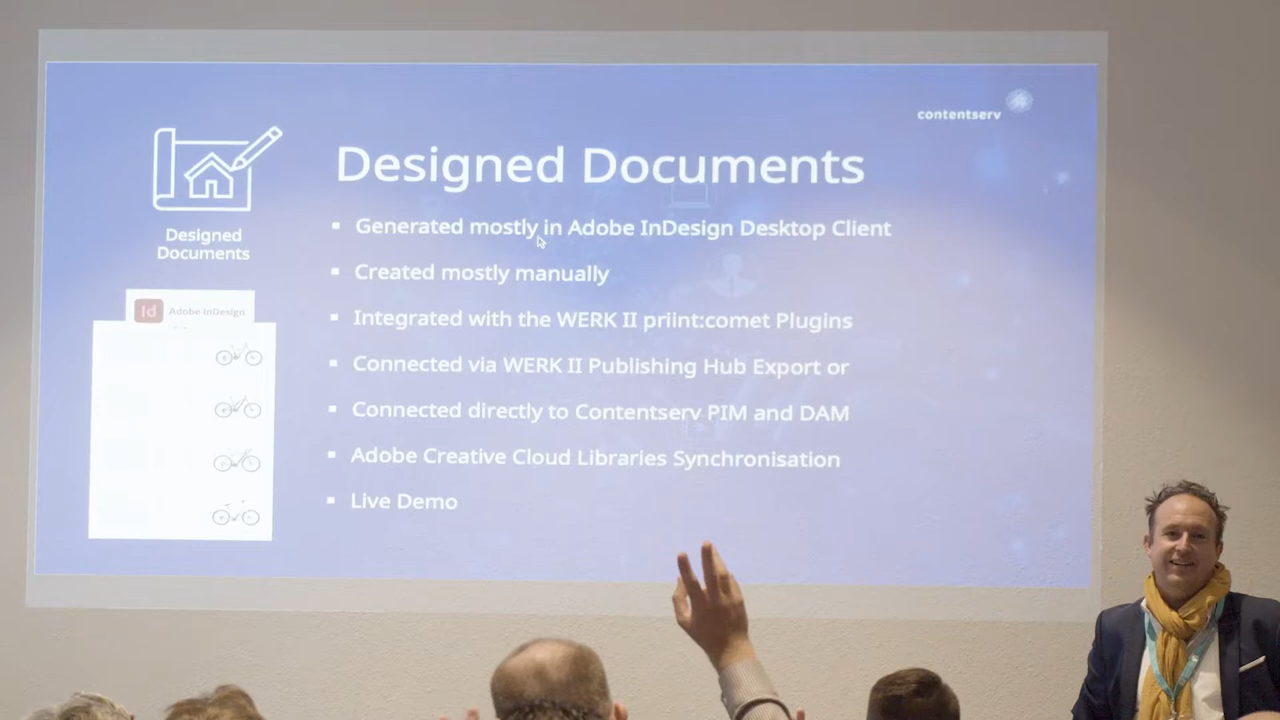 contentserv
Designed Documents
Designed
Documents
Id Adobe InDesign
▪ Generated mostly in Adobe InDesign Desktop Client
▪ Created mostly manually
▪ Integrated with the WERK II priint:comet Plugins
▪ Connected via WERK II Publishing Hub Export or
▪ Connected directly to Contentserv PIM and DAM
▪ Adobe Creative Cloud Libraries Synchronisation
▪ Live Demo